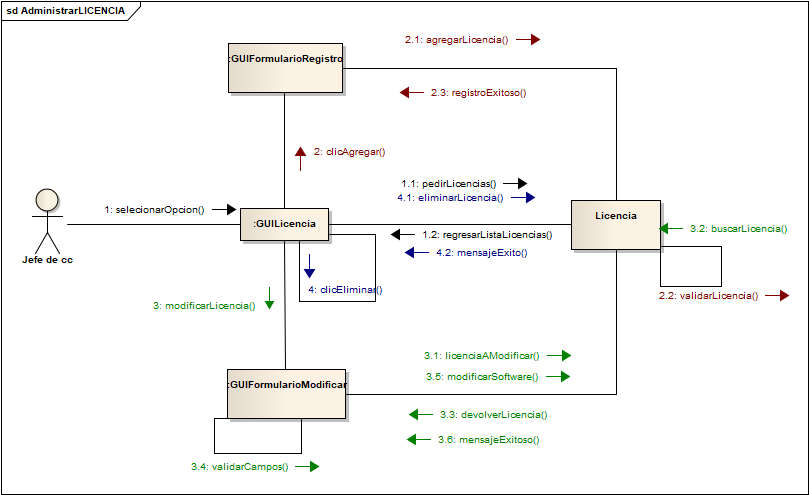 sd AdministrarLICENCIA
2.1: agregarLicencia()
:GUIFormularioRegistro
2.3: registroExitoso()
2: clicAgregar()
1.1: pedirLicencias()
4.1: eliminarLicencia()
1: selecionarOpcion()
:GUILicencia
Licencia
3.2: buscarLicencia()
1.2: regresarListaLicencias()
4.2: mensajeExito()
Jefe de cc
4: clicEliminar()
2.2: validarLicencia()
3: modificarLicencia()
3.1: licenciaAModificar()
3.5: modificarSoftware()
:GUIFormularioModificar
3.3: devolverLicencia()
3.6: mensajeExitoso()
3.4: validarCampos()